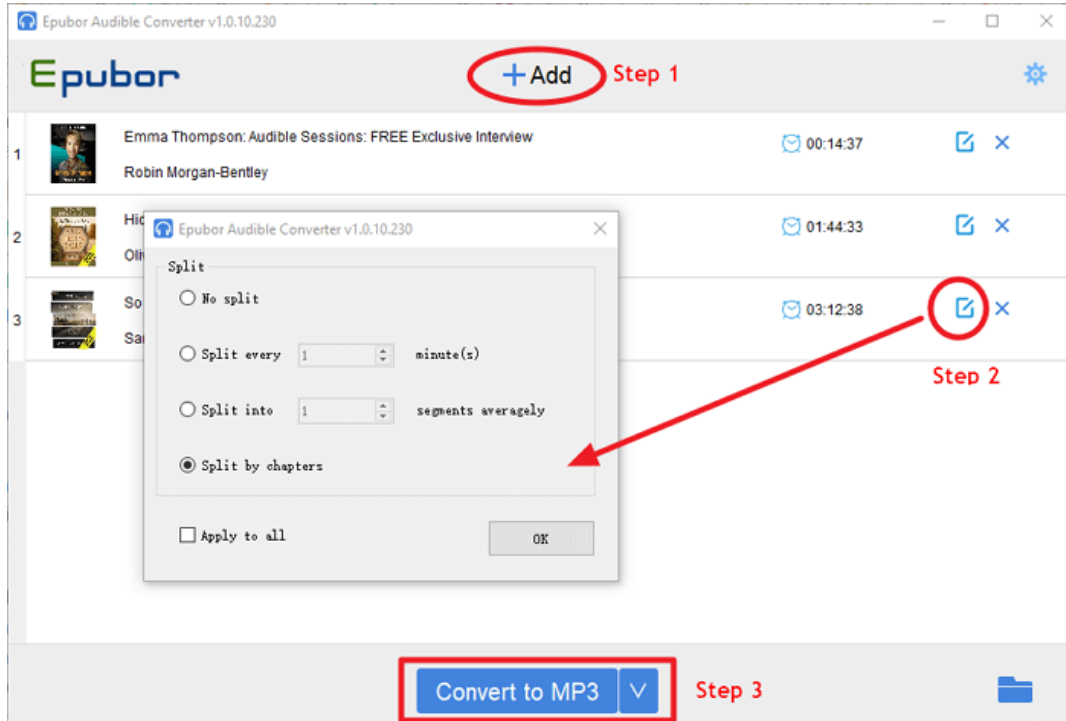 Epubor Audible Converter v1.0.10.230
Epubor
+Add
Step 1
1
Emma Thompson: Audible Sessions: FREE Exclusive Interview
00:14:37
Robin Morgan-Bentley
2
01:44:33
Epubor Audible Converter v1.0.10.230
Split
No split
3
So
03:12:38
Split every 1 minute(s)
Step 2
Split into 1 segments averagely
Split by chapters
Apply to all
OK
Convert to MP3
Step 3